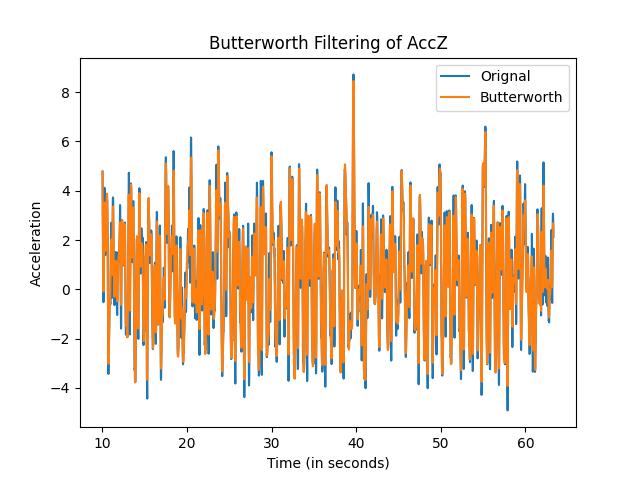 Butterworth Filtering of AccZ
Orignal
Butterworth
8
6
4
2
0
−2
−4
Acceleration
10 20 30 40 50 60
Time (in seconds)